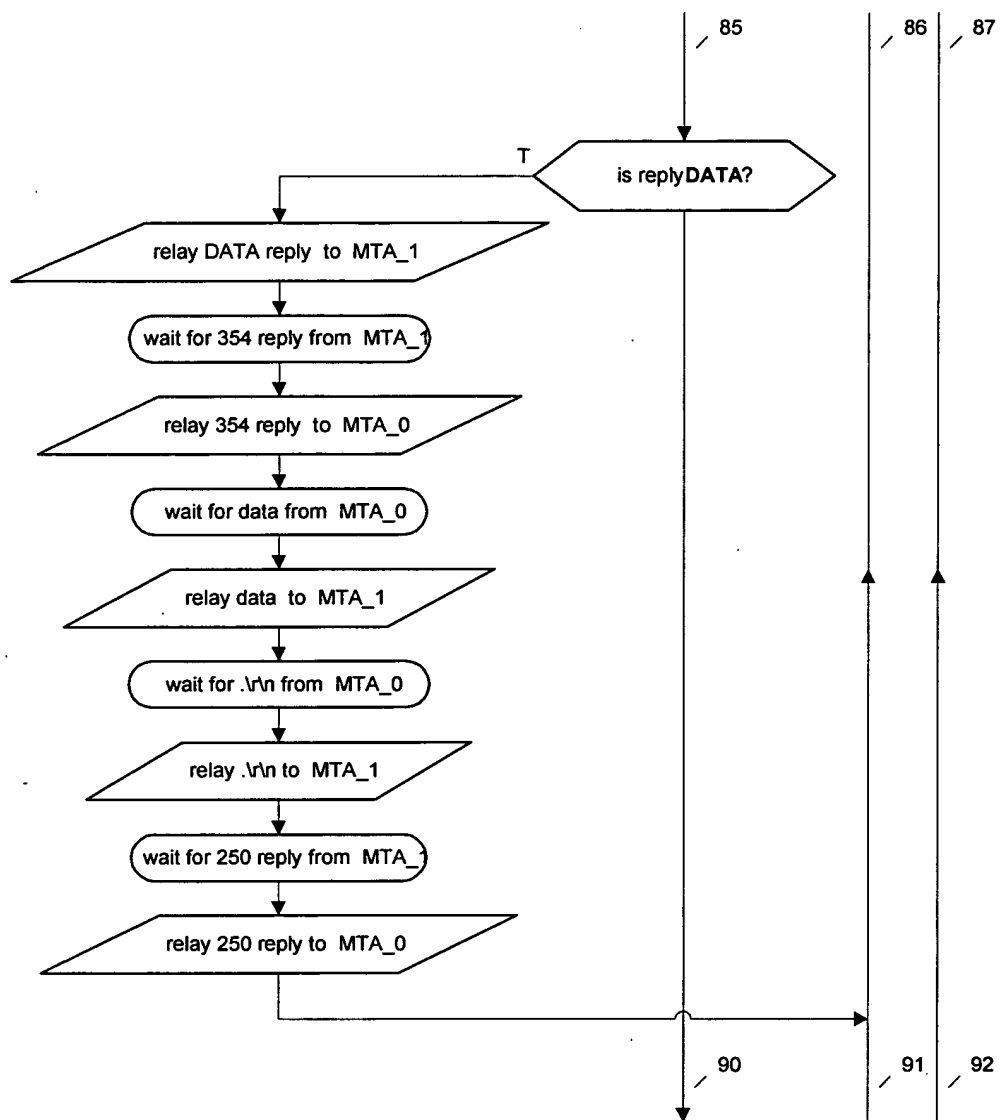 85
86
87
T
is reply DATA?
relay DATA reply to MTA_1
wait for 354 reply from MTA_1
relay 354 reply to MTA_0
wait for data from MTA_0
relay data to MTA_1
wait for .\r\n from MTA_0
relay .\r\n to MTA_1
wait for 250 reply from MTA_1
relay 250 reply to MTA_0
90
91
92